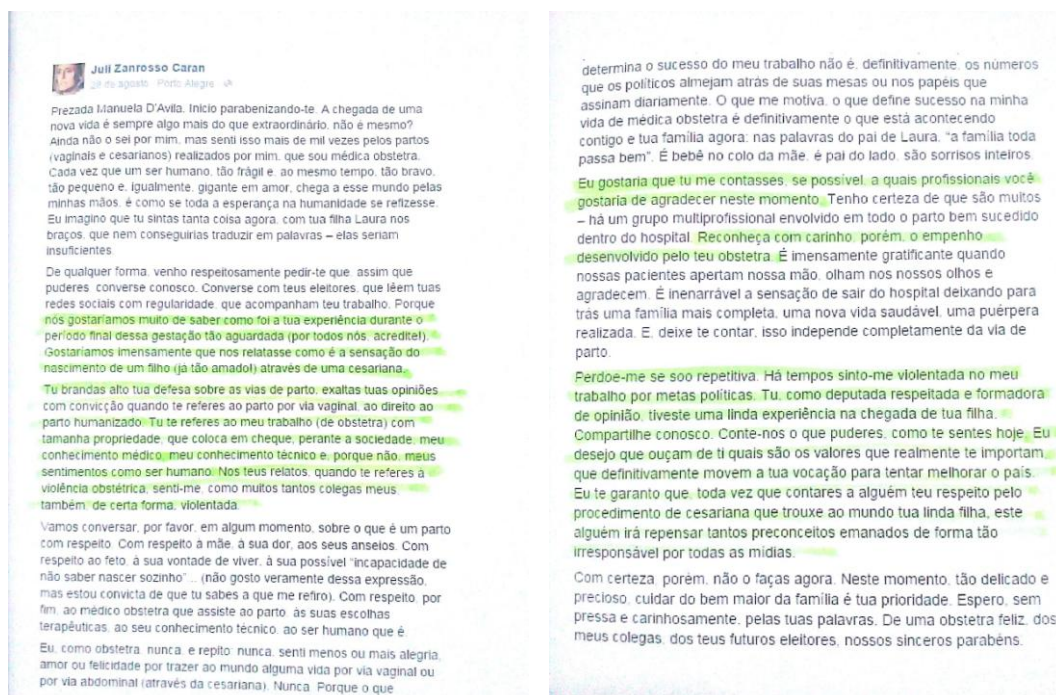 Juli Zanrosso Caran
28 de agosto · Porto Alegre
Prezada Manuela D'Avila. Inicio parabenizando-te. A chegada de uma
nova vida é sempre algo mais do que extraordinário, não é mesmo?
Ainda não o sei por mim, mas senti isso mais de mil vezes pelos partos
(vaginais e cesarianos) realizados por mim, que sou médica obstetra.
Cada vez que um ser humano, tão frágil e, ao mesmo tempo, tão bravo,
tão pequeno e, igualmente, gigante em amor, chega a esse mundo pelas
minhas mãos, é como se toda a esperança na humanidade se refizesse.
Eu imagino que tu sintas tanta coisa agora, com tua filha Laura nos
braços, que nem conseguirias traduzir em palavras – elas seriam
insuficientes.
De qualquer forma, venho respeitosamente pedir-te que, assim que
puderes, converse conosco. Converse com teus eleitores, que lêem tuas
redes sociais com regularidade, que acompanham teu trabalho. Porque
nós gostaríamos muito de saber como foi a tua experiência durante o
período final dessa gestação tão aguardada (por todos nós, acredite!).
Gostaríamos imensamente que nos relatasse como é a sensação do
nascimento de um filho (já tão amado!) através de uma cesariana.
Tu brandas alto tua defesa sobre as vias de parto, exaltas tuas opiniões
com convicção quando te referes ao parto por via vaginal, ao direito ao
parto humanizado. Tu te referes ao meu trabalho (de obstetra) com
tamanha propriedade, que coloca em cheque, perante a sociedade, meu
conhecimento médico, meu conhecimento técnico e, porque não, meus
sentimentos como ser humano. Nos teus relatos, quando te referes à
violência obstétrica, senti-me, como muitos tantos colegas meus
também, de certa forma, violentada.
Vamos conversar, por favor, em algum momento, sobre o que é um parto
com respeito. Com respeito à mãe, à sua dor, aos seus anseios. Com
respeito ao feto, à sua vontade de viver, à sua possível "incapacidade de
não saber nascer sozinho"... (não gosto veramente dessa expressão,
mas estou convicta de que tu sabes a que me refiro). Com respeito, por
fim, ao médico obstetra que assiste ao parto, às suas escolhas
terapêuticas, ao seu conhecimento técnico, ao ser humano que é.
Eu, como obstetra, nunca, e repito: nunca, senti menos ou mais alegria,
amor ou felicidade por trazer ao mundo alguma vida por via vaginal ou
por via abdominal (através da cesariana). Nunca. Porque o que
determina o sucesso do meu trabalho não é, definitivamente, os números
que os políticos almejam atrás de suas mesas ou nos papéis que
assinam diariamente. O que me motiva, o que define sucesso na minha
vida de médica obstetra é definitivamente o que está acontecendo
contigo e tua família agora: nas palavras do pai de Laura, "a família toda
passa bem". É bebê no colo da mãe, é pai do lado, são sorrisos inteiros.
Eu gostaria que tu me contasses, se possível, a quais profissionais você
gostaria de agradecer neste momento. Tenho certeza de que são muitos
– há um grupo multiprofissional envolvido em todo o parto bem sucedido
dentro do hospital. Reconheça com carinho, porém, o empenho
desenvolvido pelo teu obstetra. É imensamente gratificante quando
nossas pacientes apertam nossa mão, olham nos nossos olhos e
agradecem. É inenarrável a sensação de sair do hospital deixando para
trás uma família mais completa, uma nova vida saudável, uma puérpera
realizada. E, deixe te contar, isso independe completamente da via de
parto.
Perdoe-me se soo repetitiva. Há tempos sinto-me violentada no meu
trabalho por metas políticas. Tu, como deputada respeitada e formadora
de opinião, tiveste uma linda experiência na chegada de tua filha.
Compartilhe conosco. Conte-nos o que puderes, como te sentes hoje. Eu
desejo que ouçam de ti quais são os valores que realmente te importam,
que definitivamente movem a tua vocação para tentar melhorar o país.
Eu te garanto que, toda vez que contares a alguém teu respeito pelo
procedimento de cesariana que trouxe ao mundo tua linda filha, este
alguém irá repensar tantos preconceitos emanados de forma tão
irresponsável por todas as mídias.
Com certeza, porém, não o faças agora. Neste momento, tão delicado e
precioso, cuidar do bem maior da família é tua prioridade. Espero, sem
pressa e carinhosamente, pelas tuas palavras. De uma obstetra feliz, dos
meus colegas, dos teus futuros eleitores, nossos sinceros parabéns.